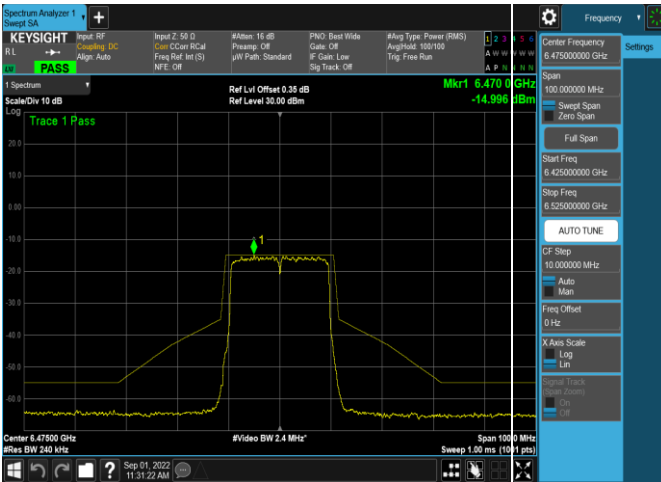 Spectrum Analyzer 1
Swept SA
Frequency
KEYSIGHT
Input: RF
Coupling: DC
Align: Auto
Input Z: 50 Ω
Corr CCorr RCal
Freq Ref: Int (S)
NFE: Off
#Atten: 16 dB
Preamp: Off
µW Path: Standard
PNO: Best Wide
Gate: Off
IF Gain: Low
Sig Track: Off
#Avg Type: Power (RMS)
Avg|Hold: 100/100
Trig: Free Run
1 2 3 4 5 6
A W W W W W
A P N N N N
R L
PASS
Center Frequency
6.475000000 GHz
Settings
Span
100.000000 MHz
Swept Span
Zero Span
Full Span
Start Freq
6.425000000 GHz
Stop Freq
6.525000000 GHz
AUTO TUNE
CF Step
10.000000 MHz
Auto
Man
Freq Offset
0 Hz
X Axis Scale
Log
Lin
Signal Track
(Span Zoom)
On
Off
1 Spectrum
Scale/Div 10 dB
Ref Lvl Offset 0.35 dB
Ref Level 30.00 dBm
Mkr1 6.470 0 GHz
-14.996 dBm
Log
Trace 1 Pass
20.0
10.0
0.00
-10.0
1
-20.0
-30.0
-40.0
-50.0
-60.0
Center 6.47500 GHz
#Res BW 240 kHz
#Video BW 2.4 MHz*
Span 100.0 MHz
Sweep 1.00 ms (1001 pts)
Sep 01, 2022
11:31:22 AM